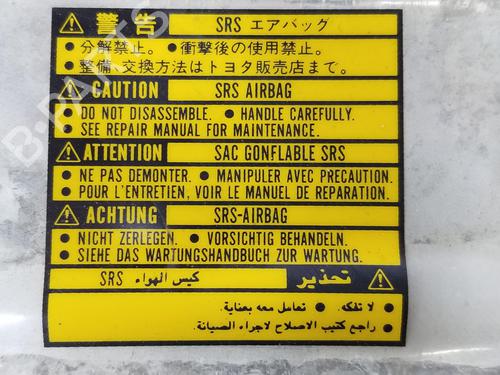 警告 SRS エアバッグ
● 分解禁止。 ● 衝撃後の使用禁止。
● 整備、交換方法はトヨタ販売店まで。
CAUTION SRS AIRBAG
● DO NOT DISASSEMBLE. ● HANDLE CAREFULLY.
● SEE REPAIR MANUAL FOR MAINTENANCE.
ATTENTION SAC GONFLABLE SRS
● NE PAS DEMONTER. ● MANIPULER AVEC PRECAUTION.
● POUR L'ENTRETIEN, VOIR LE MANUEL DE REPARATION.
ACHTUNG SRS-AIRBAG
● NICHT ZERLEGEN. ● VORSICHTIG BEHANDELN.
● SIEHE DAS WARTUNGSHANDBUCH ZUR WARTUNG.
تحذير كيس الهواء SRS
● لا تفكه. ● تعامل معه بعناية.
● راجع كتيب الاصلاح لاجراء الصيانة.
B-PARTS